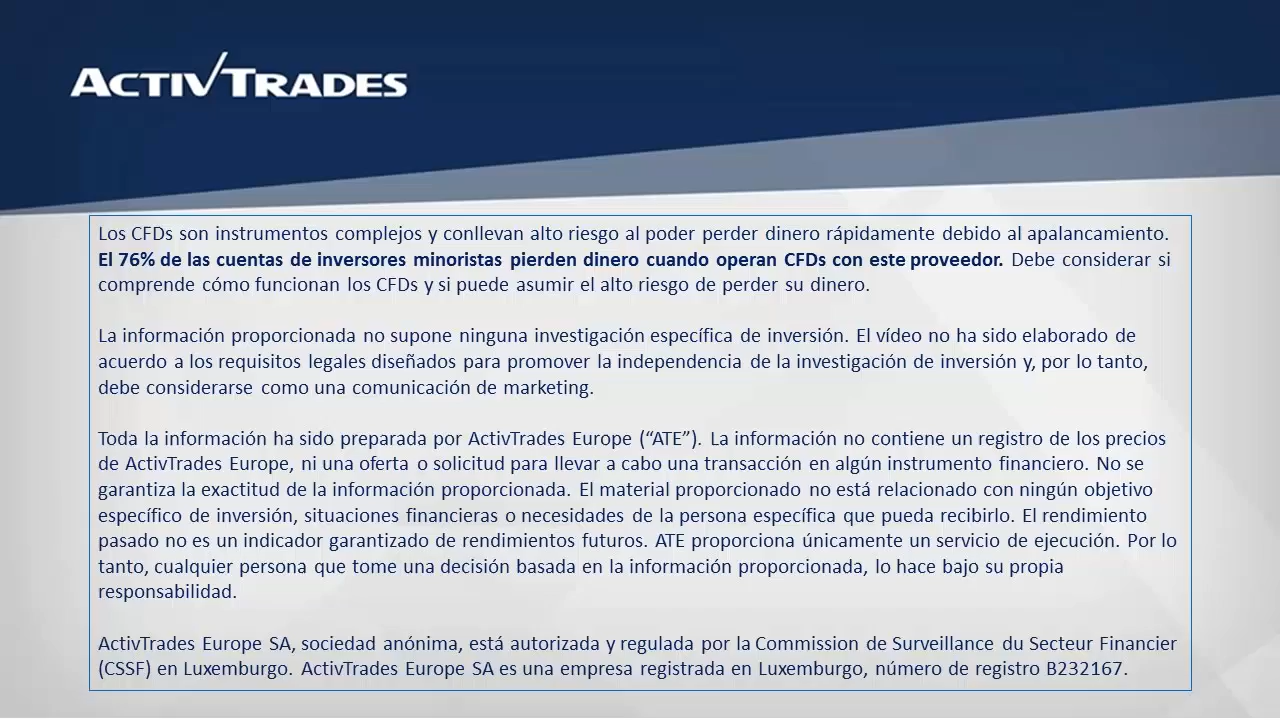 ACTIVTRADES
Los CFDs son instrumentos complejos y conllevan alto riesgo al poder perder dinero rápidamente debido al apalancamiento.
El 76% de las cuentas de inversores minoristas pierden dinero cuando operan CFDs con este proveedor. Debe considerar si
comprende cómo funcionan los CFDs y si puede asumir el alto riesgo de perder su dinero.
La información proporcionada no supone ninguna investigación específica de inversión. El vídeo no ha sido elaborado de
acuerdo a los requisitos legales diseñados para promover la independencia de la investigación de inversión y, por lo tanto,
debe considerarse como una comunicación de marketing.
Toda la información ha sido preparada por ActivTrades Europe (“ATE”). La información no contiene un registro de los precios
de ActivTrades Europe, ni una oferta o solicitud para llevar a cabo una transacción en algún instrumento financiero. No se
garantiza la exactitud de la información proporcionada. El material proporcionado no está relacionado con ningún objetivo
específico de inversión, situaciones financieras o necesidades de la persona específica que pueda recibirlo. El rendimiento
pasado no es un indicador garantizado de rendimientos futuros. ATE proporciona únicamente un servicio de ejecución. Por lo
tanto, cualquier persona que tome una decisión basada en la información proporcionada, lo hace bajo su propia
responsabilidad.
ActivTrades Europe SA, sociedad anónima, está autorizada y regulada por la Commission de Surveillance du Secteur Financier
(CSSF) en Luxemburgo. ActivTrades Europe SA es una empresa registrada en Luxemburgo, número de registro B232167.